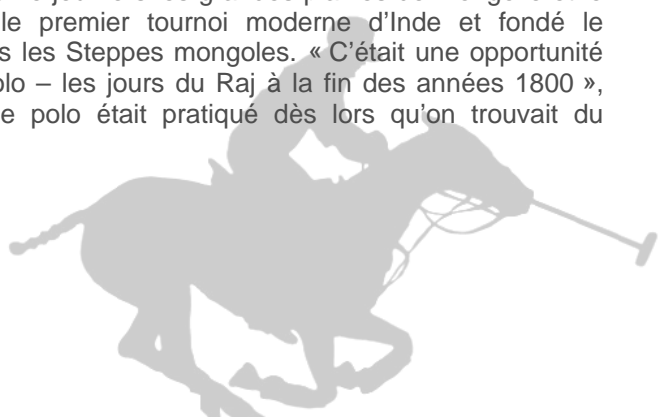 le premier tournoi moderne d’Inde et fondé le
s les Steppes mongoles. « C’était une opportunité
olo – les jours du Raj à la fin des années 1800 »,
e polo était pratiqué dès lors qu’on trouvait du